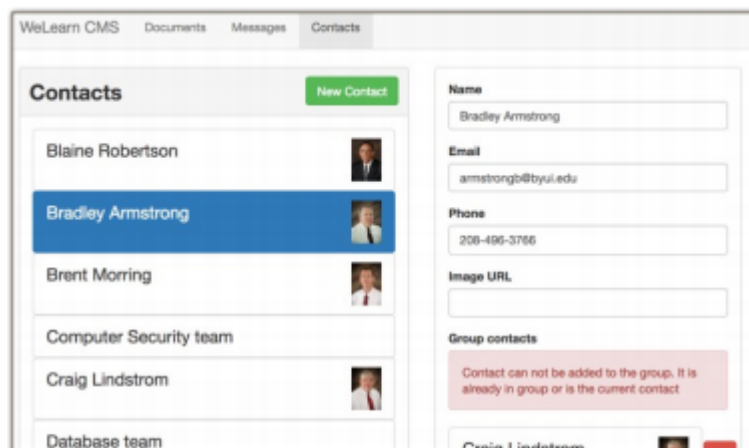 WeLearn CMS Documents Messages Contacts
Contacts
New Contact
Blaine Robertson
Bradley Armstrong
Brent Morring
Computer Security team
Craig Lindstrom
Database team
Name
Bradley Armstrong
Email
armstrongb@byui.edu
Phone
208-496-3766
Image URL
Group contacts
Contact can not be added to the group. It is
already in group or is the current contact
Craig Lindstrom